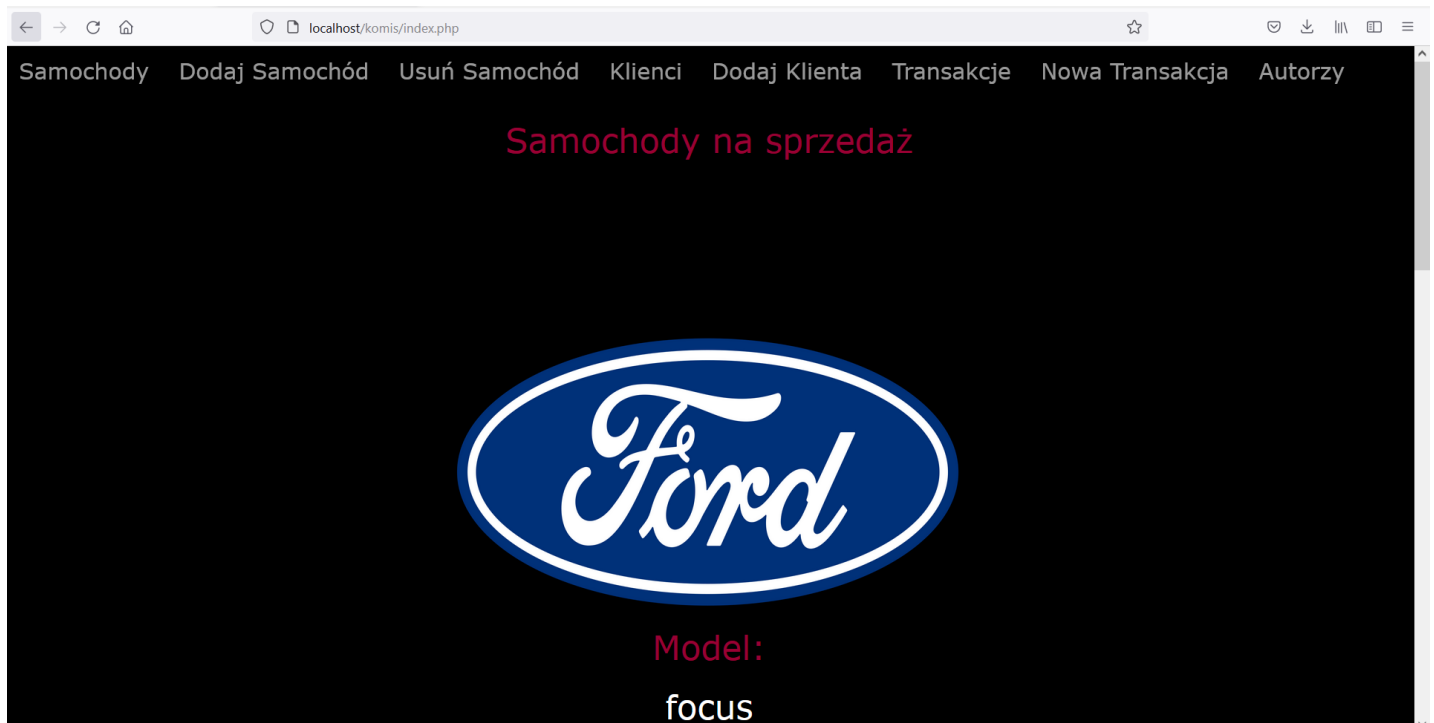 localhost/komis/index.php
Samochody Dodaj Samochód Usuń Samochód Klienci Dodaj Klienta Transakcje Nowa Transakcja Autorzy
Samochody na sprzedaż
Ford
Model:
focus